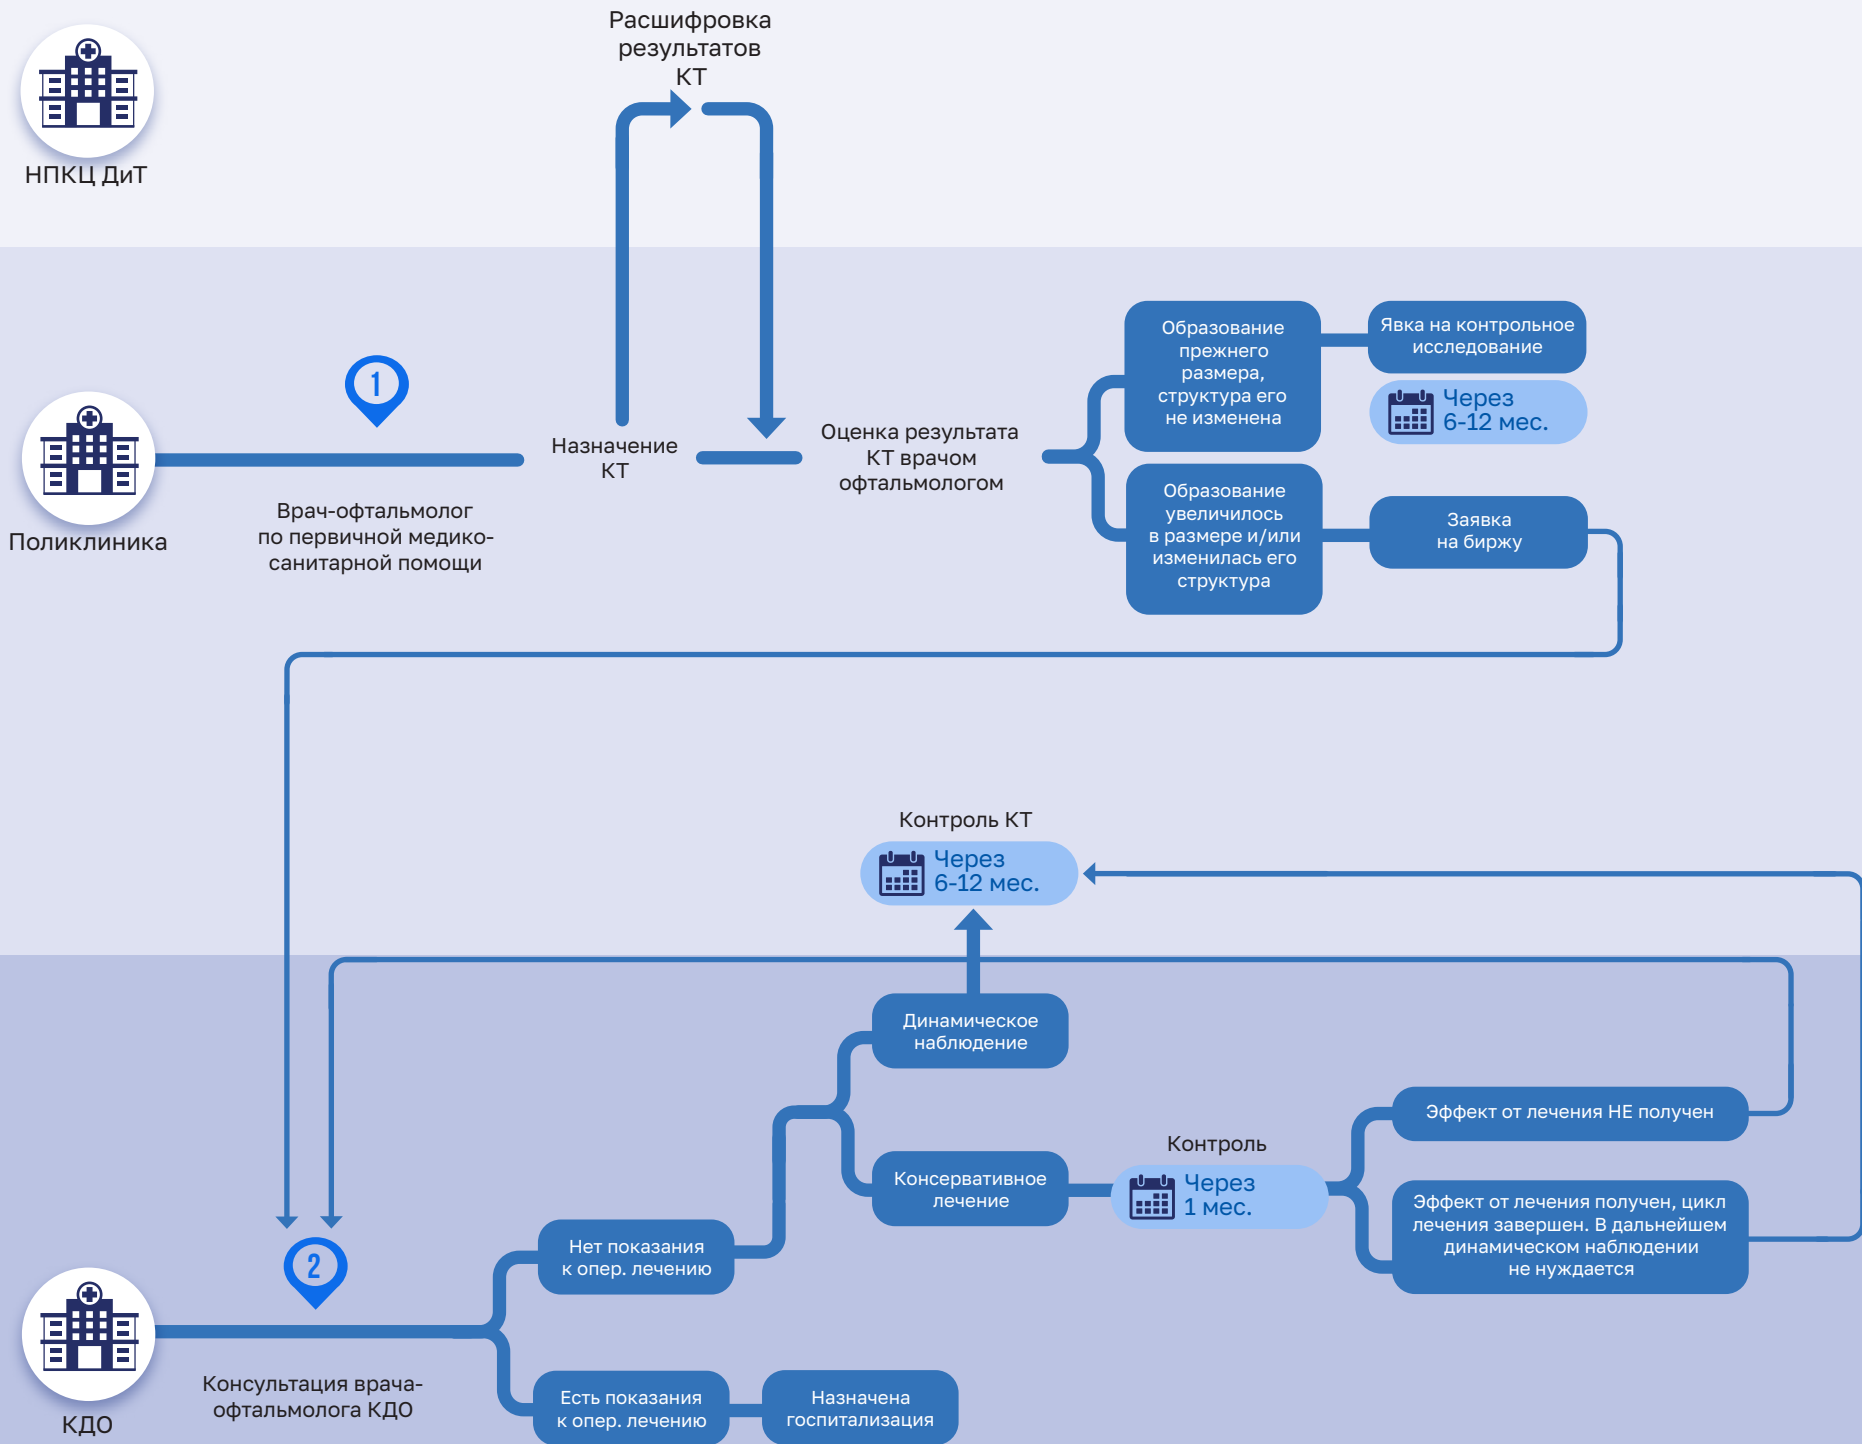 Расшифровка
результатов
КТ
НПКЦ ДиТ
1
Поликлиника
Врач-офтальмолог
по первичной медико-
санитарной помощи
Назначение
КТ
Оценка результата
КТ врачом
офтальмологом
Образование
прежнего
размера,
структура его
не изменена
Явка на контрольное
исследование
Через
6-12 мес.
Образование
увеличилось
в размере и/или
изменилась его
структура
Заявка
на биржу
Контроль КТ
Через
6-12 мес.
Динамическое
наблюдение
Консервативное
лечение
Контроль
Через
1 мес.
Эффект от лечения НЕ получен
Эффект от лечения получен, цикл
лечения завершен. В дальнейшем
динамическом наблюдении
не нуждается
2
КДО
Консультация врача-
офтальмолога КДО
Нет показания
к опер. лечению
Есть показания
к опер. лечению
Назначена
госпитализация